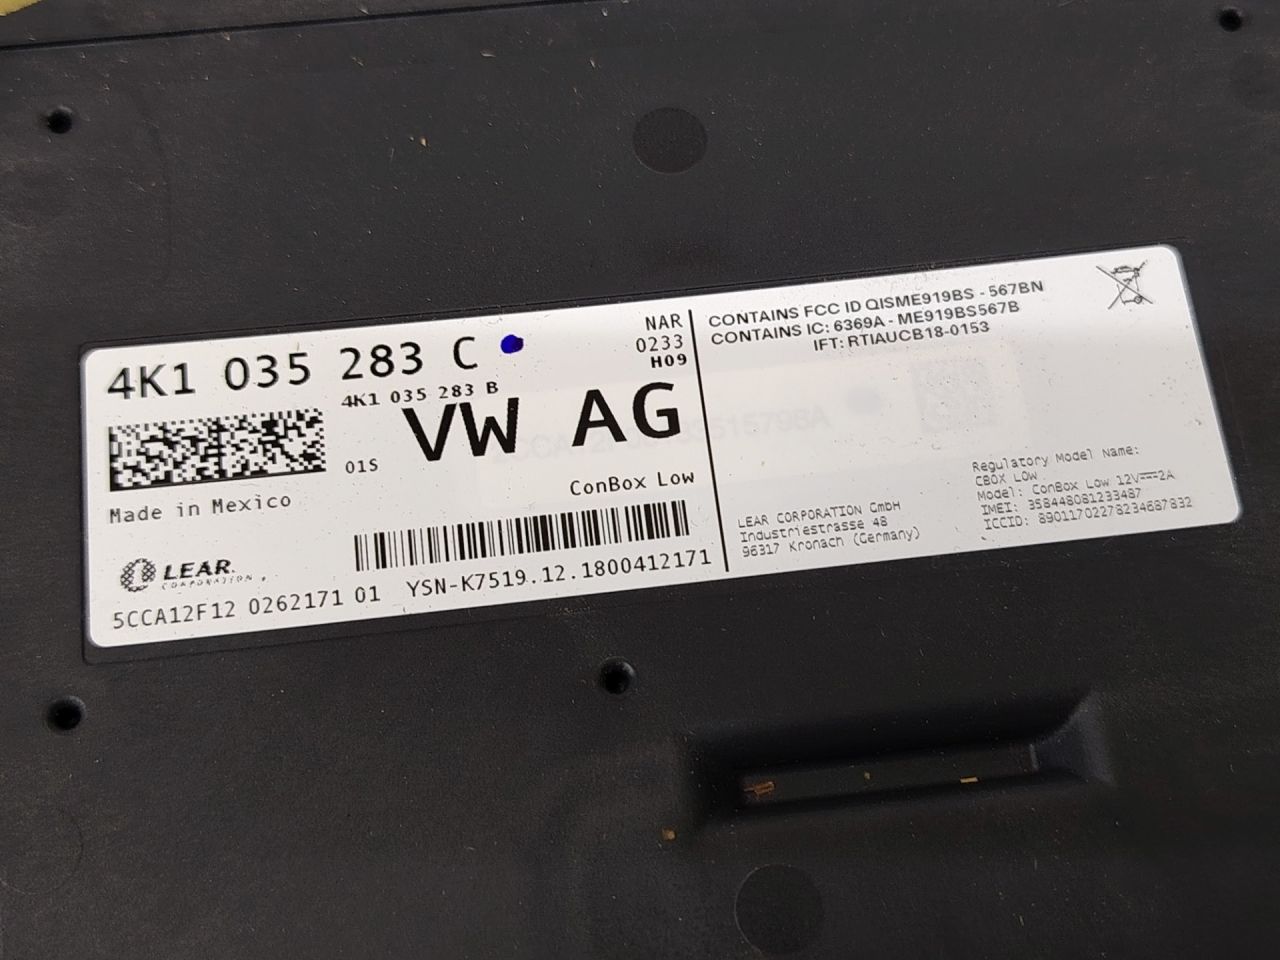 4K1 035 283 C
4K1 035 283 B
NAR
0233
H09
VW AG
01S
ConBox Low
Made in Mexico
LEAR
CORPORATION
YSN-K7519.12.1800412171
5CCA12F12 0262171 01
CONTAINS FCC ID QISME919BS - 567BN
CONTAINS IC: 6369A - ME919BS567B
IFT: RTIAUCB18-0153
LEAR CORPORATION GmbH
Industriestrasse 48
96317 Kronach (Germany)
Regulatory Model Name:
CBOX LOW
Model: ConBox Low 12V⎓2A
IMEI: 358448081233487
ICCID: 89011702278234687832